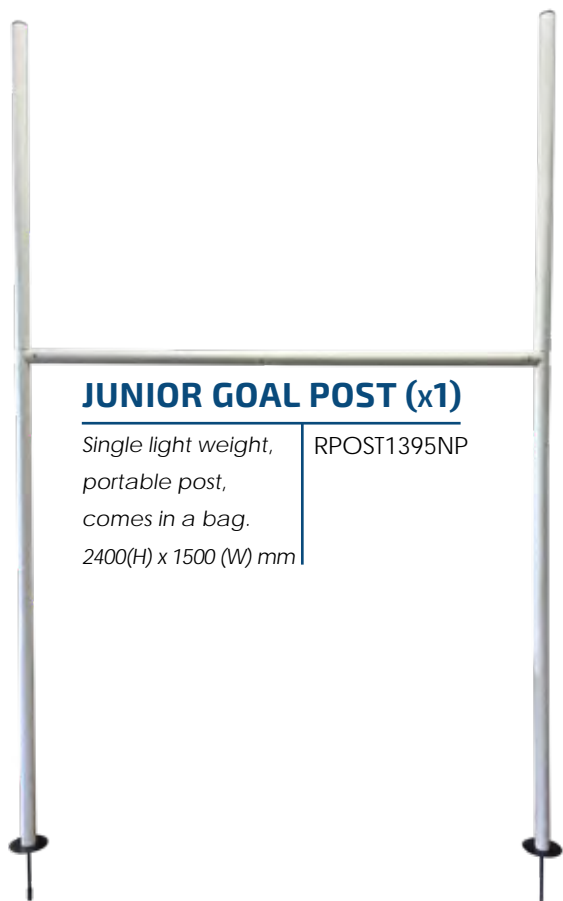 JUNIOR GOAL POST (x1)
Single light weight,
portable post,
comes in a bag.
2400(H) x 1500 (W) mm
RPOST1395NP